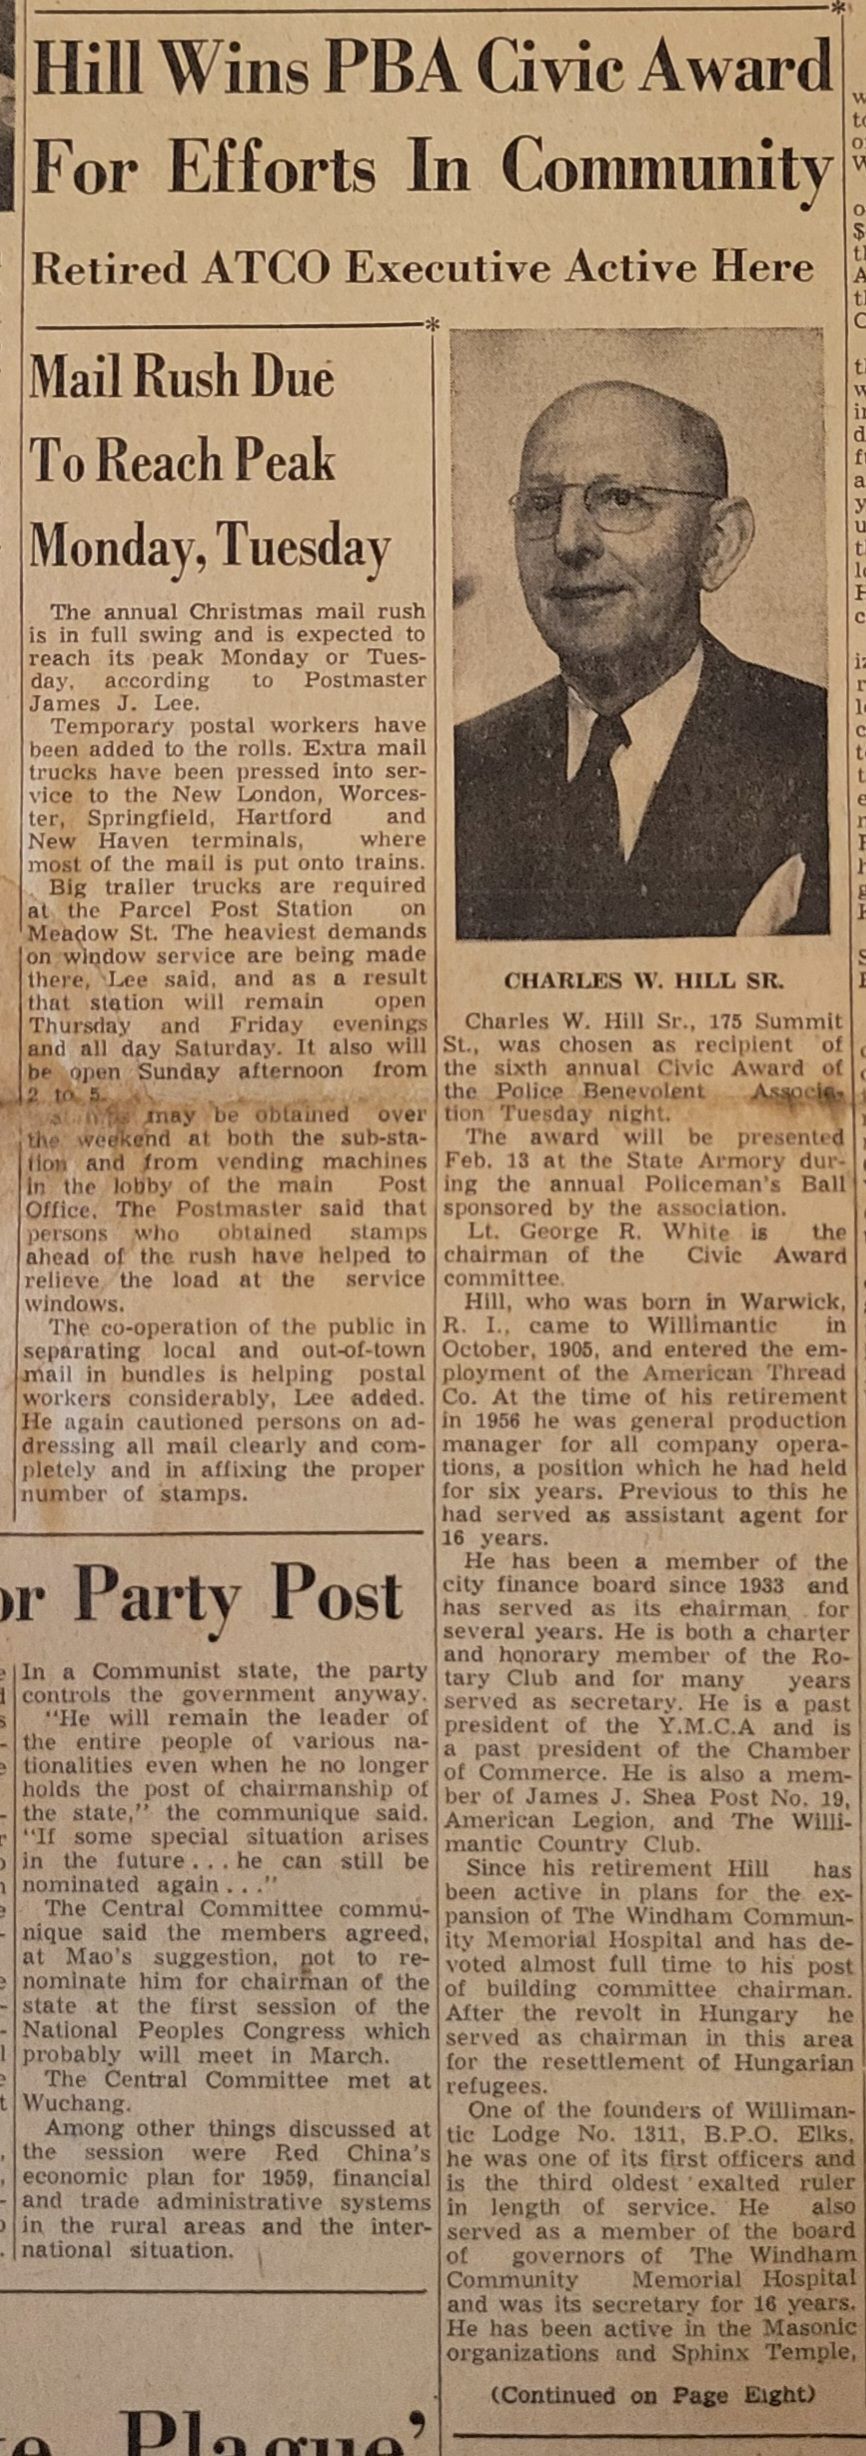 Hill Wins PBA Civic Award
For Efforts In Community
Retired ATCO Executive Active Here
Mail Rush Due
To Reach Peak
Monday, Tuesday
The annual Christmas mail rush
is in full swing and is expected to
reach its peak Monday or Tues-
day, according to Postmaster
James J. Lee.
Temporary postal workers have
been added to the rolls. Extra mail
trucks have been pressed into ser-
vice to the New London, Worces-
ter, Springfield, Hartford and
New Haven terminals, where
most of the mail is put onto trains.
Big trailer trucks are required
at the Parcel Post Station on
Meadow St. The heaviest demands
on window service are being made
there, Lee said, and as a result
that station will remain open
Thursday and Friday evenings
and all day Saturday. It also will
be open Sunday afternoon from
2 to 5.
may be obtained over
the weekend at both the sub-sta-
tion and from vending machines
in the lobby of the main Post
Office. The Postmaster said that
persons who obtained stamps
ahead of the rush have helped to
relieve the load at the service
windows.
The co-operation of the public in
separating local and out-of-town
mail in bundles is helping postal
workers considerably, Lee added.
He again cautioned persons on ad-
dressing all mail clearly and com-
pletely and in affixing the proper
number of stamps.
or Party Post
In a Communist state, the party
controls the government anyway.
"He will remain the leader of
the entire people of various na-
tionalities even when he no longer
holds the post of chairmanship of
the state," the communique said.
"If some special situation arises
in the future . . . he can still be
nominated again . . ."
The Central Committee commu-
nique said the members agreed,
at Mao's suggestion, not to re-
nominate him for chairman of the
state at the first session of the
National Peoples Congress which
probably will meet in March.
The Central Committee met at
Wuchang.
Among other things discussed at
the session were Red China's
economic plan for 1959, financial
and trade administrative systems
in the rural areas and the inter-
national situation.
Plague'
CHARLES W. HILL SR.
Charles W. Hill Sr., 175 Summit
St., was chosen as recipient of
the sixth annual Civic Award of
the Police Benevolent Associa-
tion Tuesday night.
The award will be presented
Feb. 13 at the State Armory dur-
ing the annual Policeman's Ball
sponsored by the association.
Lt. George R. White is the
chairman of the Civic Award
committee.
Hill, who was born in Warwick,
R. I., came to Willimantic in
October, 1905, and entered the em-
ployment of the American Thread
Co. At the time of his retirement
in 1956 he was general production
manager for all company opera-
tions, a position which he had held
for six years. Previous to this he
had served as assistant agent for
16 years.
He has been a member of the
city finance board since 1933 and
has served as its chairman for
several years. He is both a charter
and honorary member of the Ro-
tary Club and for many years
served as secretary. He is a past
president of the Y.M.C.A and is
a past president of the Chamber
of Commerce. He is also a mem-
ber of James J. Shea Post No. 19,
American Legion, and The Willi-
mantic Country Club.
Since his retirement Hill has
been active in plans for the ex-
pansion of The Windham Commun-
ity Memorial Hospital and has de-
voted almost full time to his post
of building committee chairman.
After the revolt in Hungary he
served as chairman in this area
for the resettlement of Hungarian
refugees.
One of the founders of Williman-
tic Lodge No. 1311, B.P.O. Elks,
he was one of its first officers and
is the third oldest exalted ruler
in length of service. He also
served as a member of the board
of governors of The Windham
Community Memorial Hospital
and was its secretary for 16 years.
He has been active in the Masonic
organizations and Sphinx Temple,
(Continued on Page Eight)